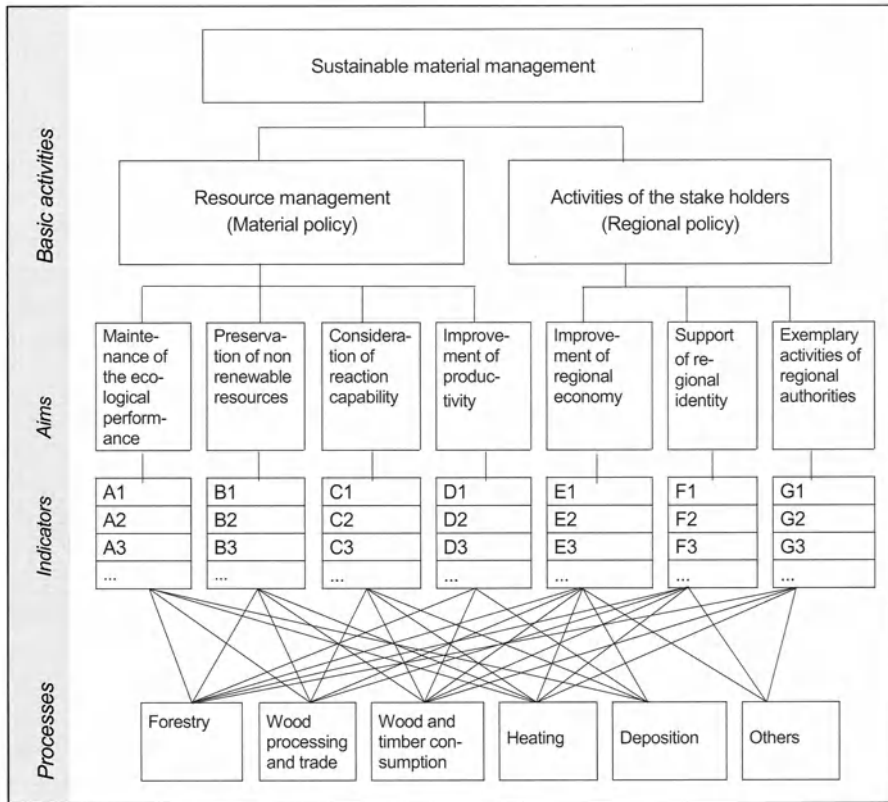 Basic activities
Sustainable material management
Resource management
(Material policy)
Activities of the stake holders
(Regional policy)
Aims
Mainte-
nance of
the eco-
logical
perform-
ance
Preserva-
tion of non
renewable
resources
Considera-
tion of
reaction
capability
Improve-
ment of
produc-
tivity
Improve-
ment of
regional
economy
Support
of re-
gional
identity
Exemplary
activities of
regional
authorities
Indicators
A1
A2
A3
...
B1
B2
B3
...
C1
C2
C3
...
D1
D2
D3
...
E1
E2
E3
...
F1
F2
F3
...
G1
G2
G3
...
Processes
Forestry
Wood
processing
and trade
Wood and
timber con-
sumption
Heating
Deposition
Others